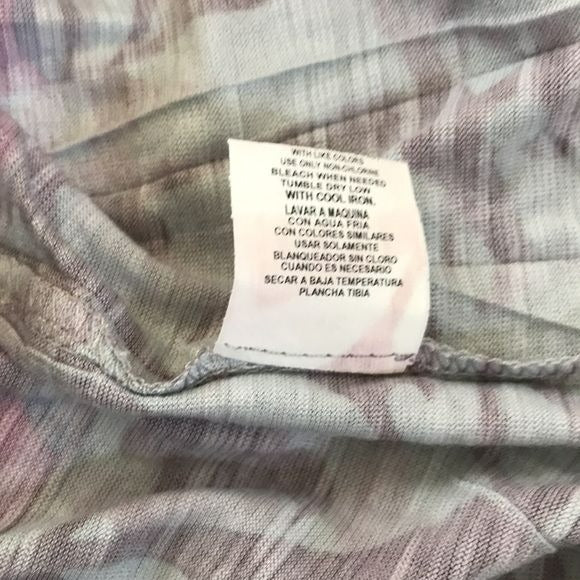 WITH LIKE COLORS
USE ONLY NON-CHLORINE
BLEACH WHEN NEEDED
TUMBLE DRY LOW
WITH COOL IRON.
LAVAR A MAQUINA
CON AGUA FRIA
CON COLORES SIMILARES
USAR SOLAMENTE
BLANQUEADOR SIN CLORO
CUANDO ES NECESARIO
SECAR A BAJA TEMPERATURA
PLANCHA TIBIA